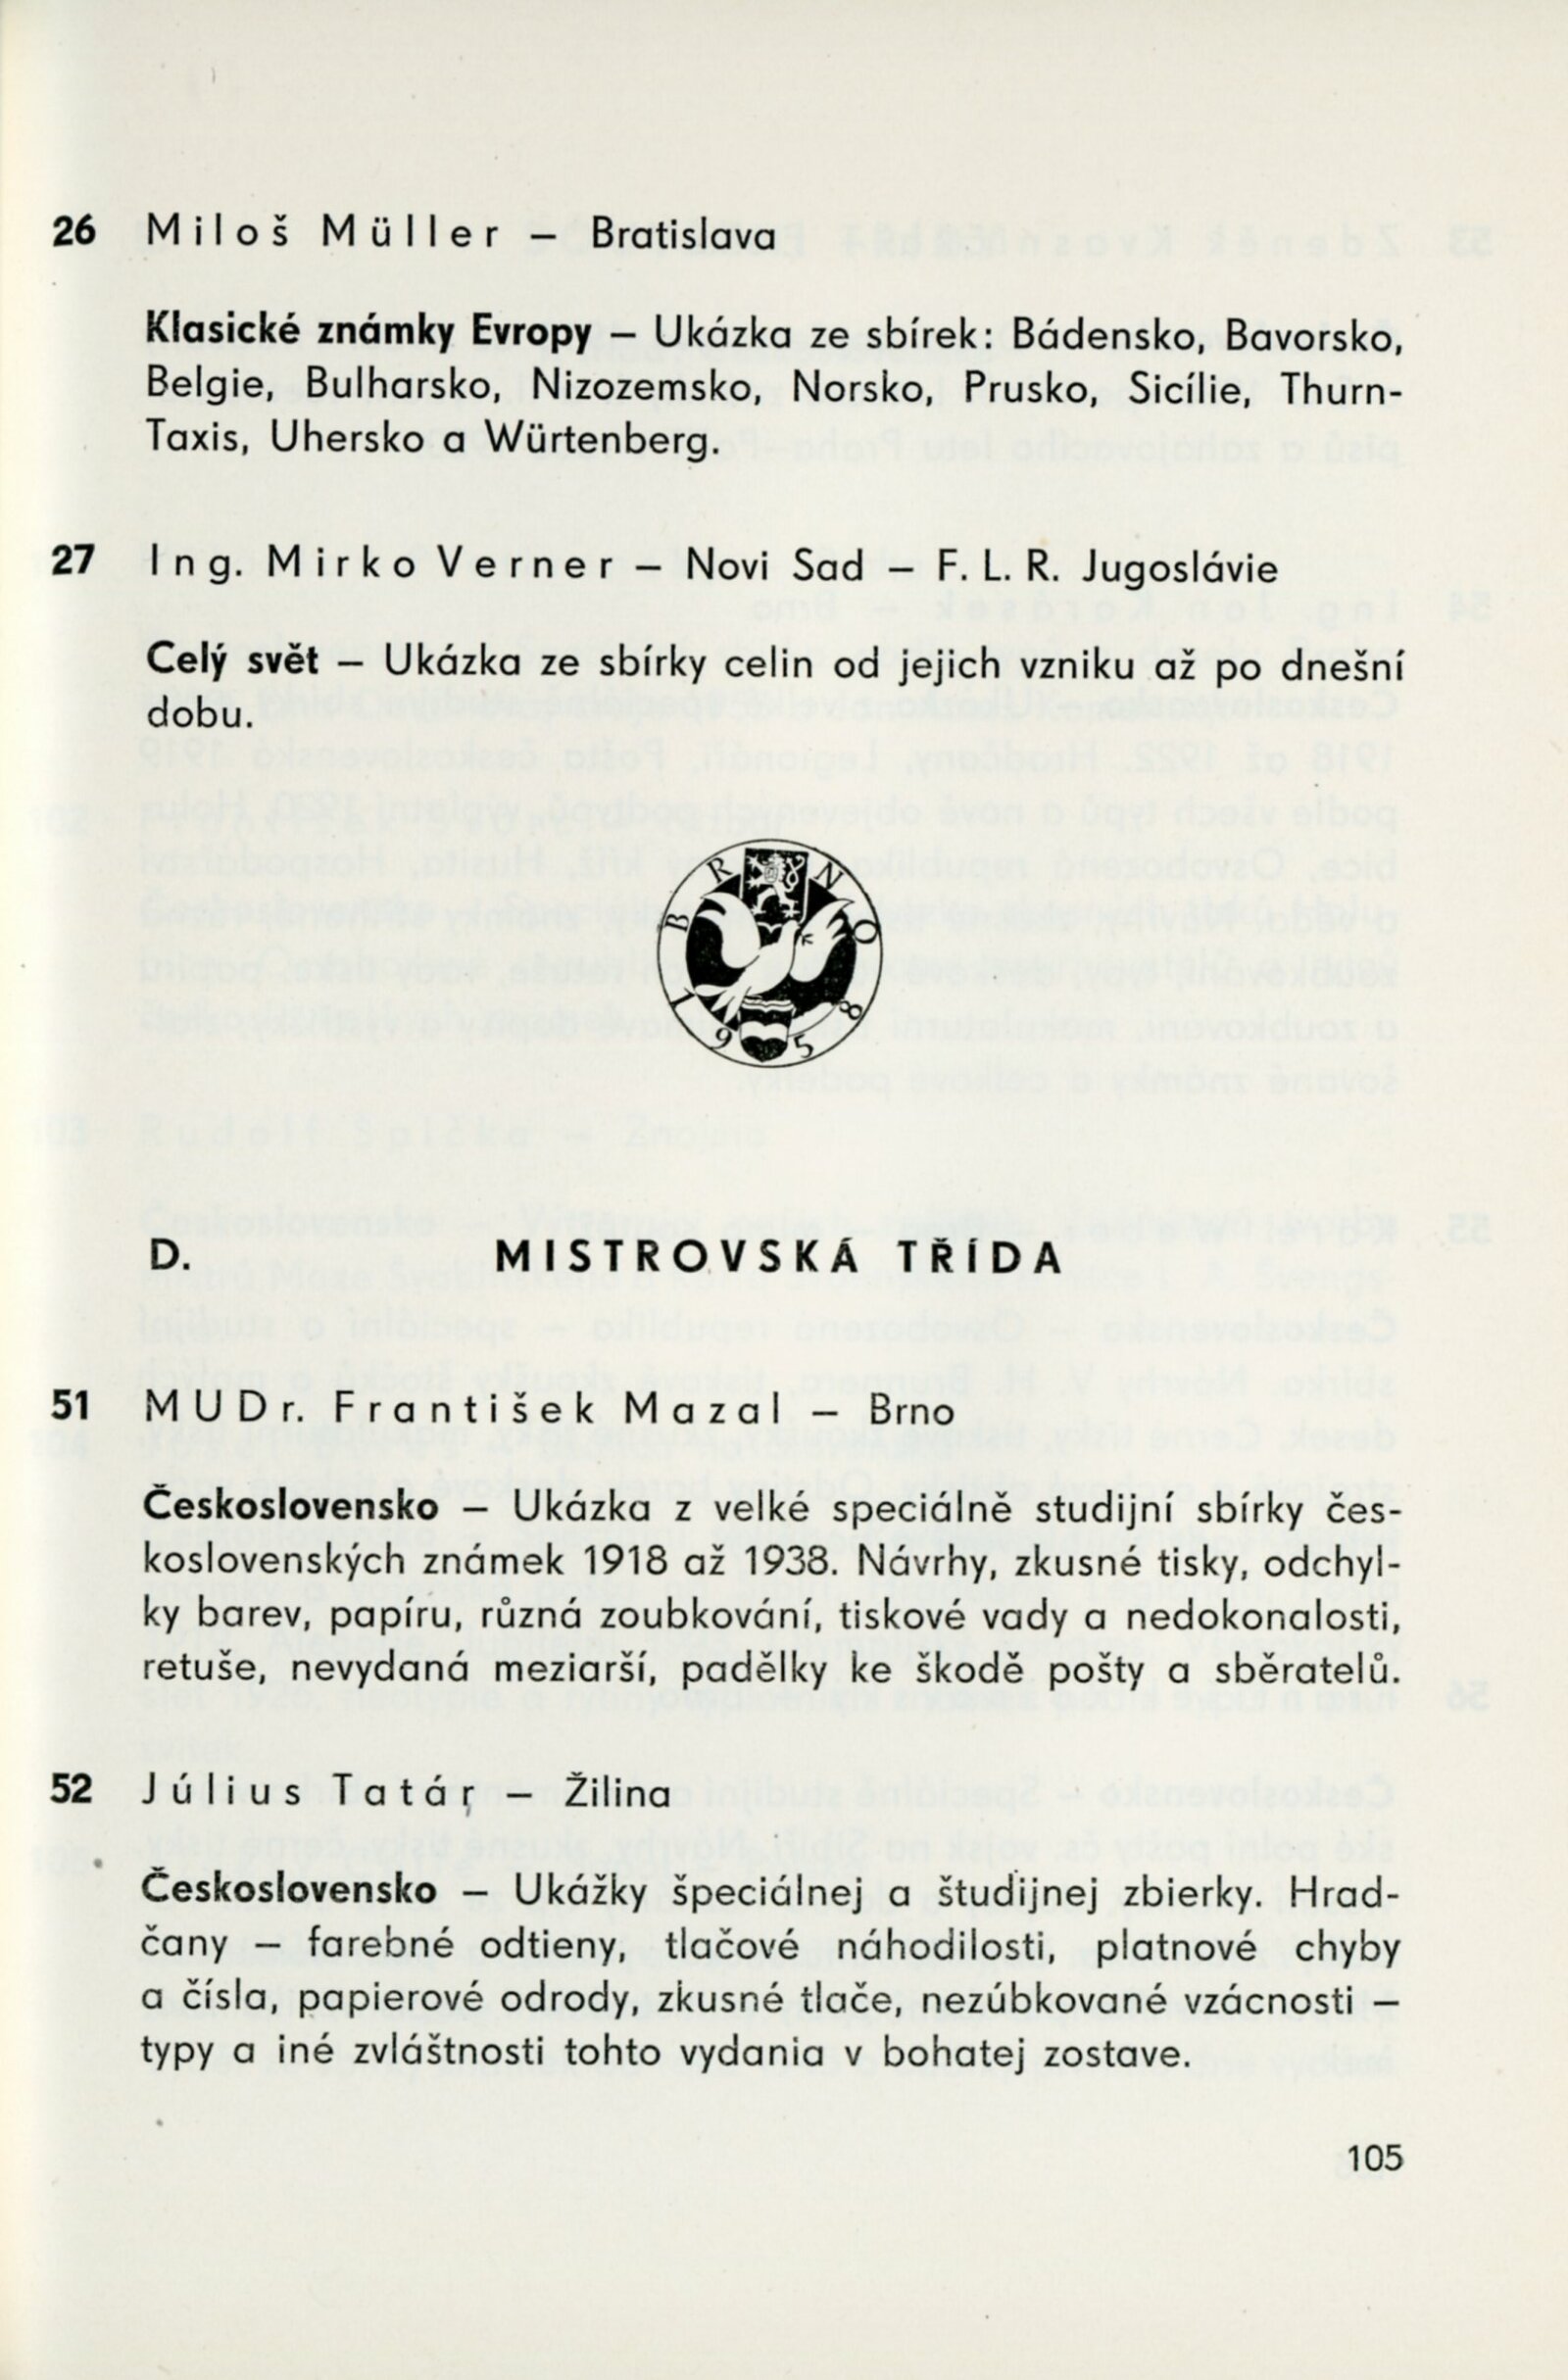 26 Miloš Müller – Bratislava
Klasické známky Evropy – Ukázka ze sbírek: Bádensko, Bavorsko,
Belgie, Bulharsko, Nizozemsko, Norsko, Prusko, Sicílie, Thurn-
Taxis, Uhersko a Würtenberg.
27 Ing. Mirko Verner – Novi Sad – F. L. R. Jugoslávie
Celý svět – Ukázka ze sbírky celin od jejich vzniku až po dnešní
dobu.
BRNO
1958
D. MISTROVSKÁ TŘÍDA
51 MUDr. František Mazal – Brno
Československo – Ukázka z velké speciálně studijní sbírky čes-
koslovenských známek 1918 až 1938. Návrhy, zkusné tisky, odchyl-
ky barev, papíru, různá zoubkování, tiskové vady a nedokonalosti,
retuše, nevydaná meziarší, padělky ke škodě pošty a sběratelů.
52 Július Tatár – Žilina
Československo – Ukážky špeciálnej a študijnej zbierky. Hrad-
čany – farebné odtieny, tlačové náhodilosti, platnové chyby
a čísla, papierové odrody, zkusné tlače, nezúbkované vzácnosti –
typy a iné zvláštnosti tohto vydania v bohatej zostave.
105